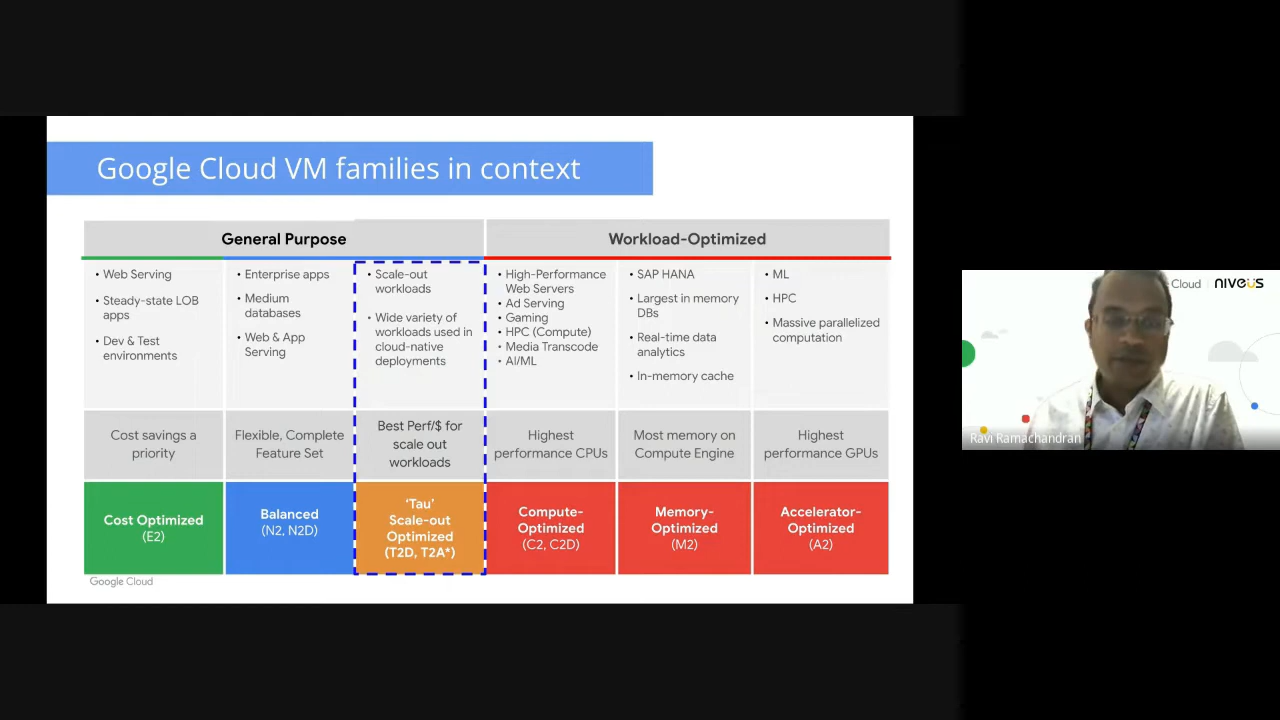 Google Cloud VM families in context
General Purpose
Workload-Optimized
• Web Serving
• Steady-state LOB
apps
• Dev & Test
environments
• Enterprise apps
• Medium
databases
• Web & App
Serving
• Scale-out
workloads
• Wide variety of
workloads used in
cloud-native
deployments
• High-Performance
Web Servers
• Ad Serving
• Gaming
• HPC (Compute)
• Media Transcode
• AI/ML
• SAP HANA
• Largest in memory
DBs
• Real-time data
analytics
• In-memory cache
• ML
• HPC
• Massive parallelized
computation
Cost savings a
priority
Flexible, Complete
Feature Set
Best Perf/$ for
scale out
workloads
Highest
performance CPUs
Most memory on
Compute Engine
Highest
performance GPUs
Cost Optimized
(E2)
Balanced
(N2, N2D)
‘Tau’
Scale-out
Optimized
(T2D, T2A*)
Compute-
Optimized
(C2, C2D)
Memory-
Optimized
(M2)
Accelerator-
Optimized
(A2)
Google Cloud
Cloud | niveus
Ravi Ramachandran